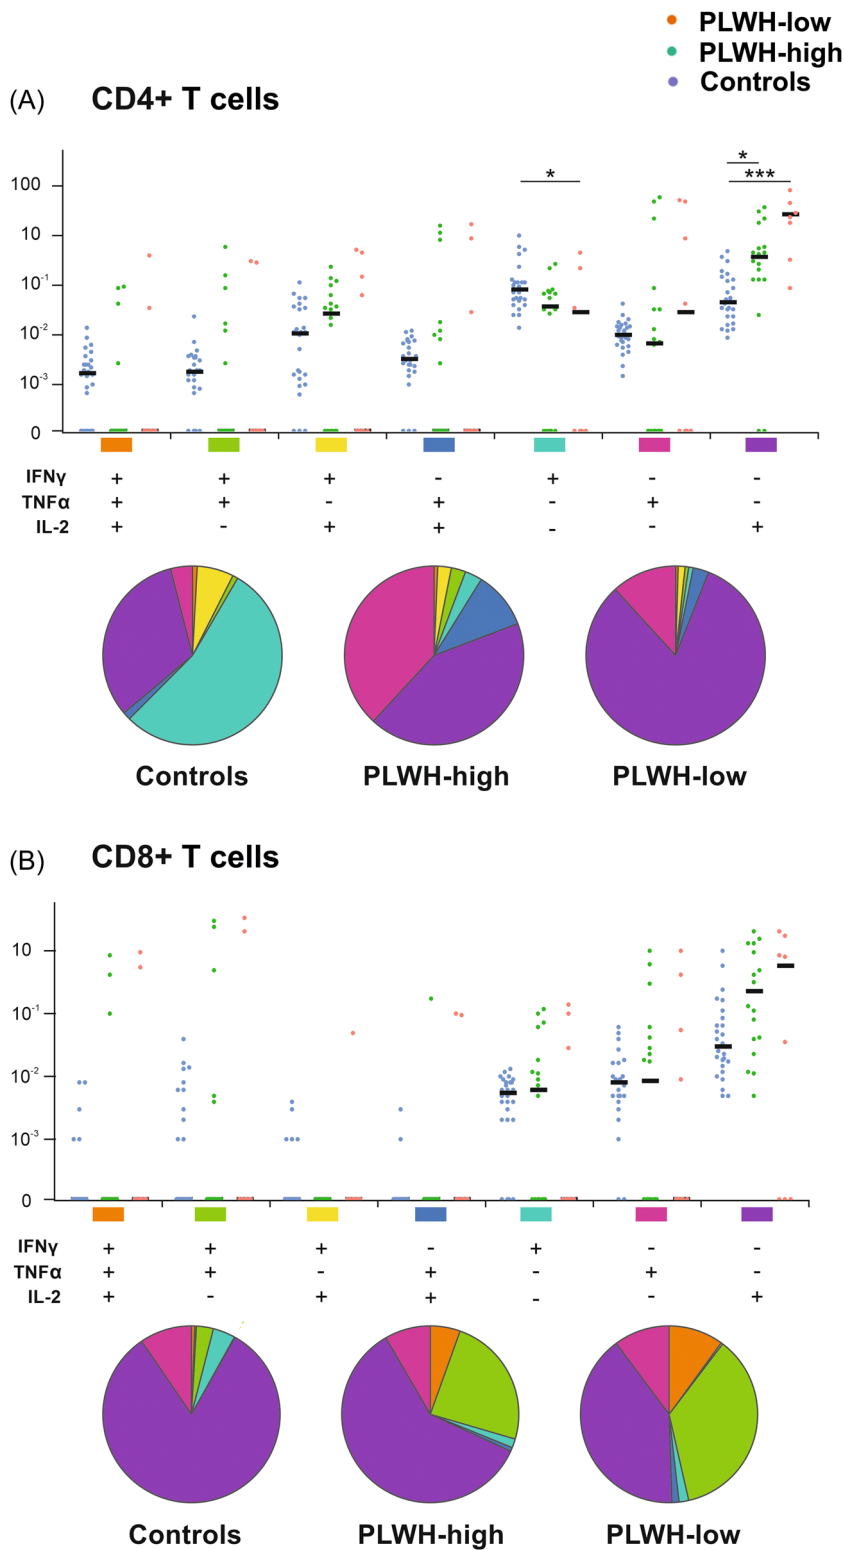 PLWH-low
PLWH-high
Controls
(A) CD4+ T cells
* *** *
100
10
10-1
10-2
10-3
0
IFNγ + + + - + - -
TNFα + + - + - + -
IL-2 + - + + - - +
Controls PLWH-high PLWH-low
(B) CD8+ T cells
10
10-1
10-2
10-3
0
IFNγ + + + - + - -
TNFα + + - + - + -
IL-2 + - + + - - +
Controls PLWH-high PLWH-low